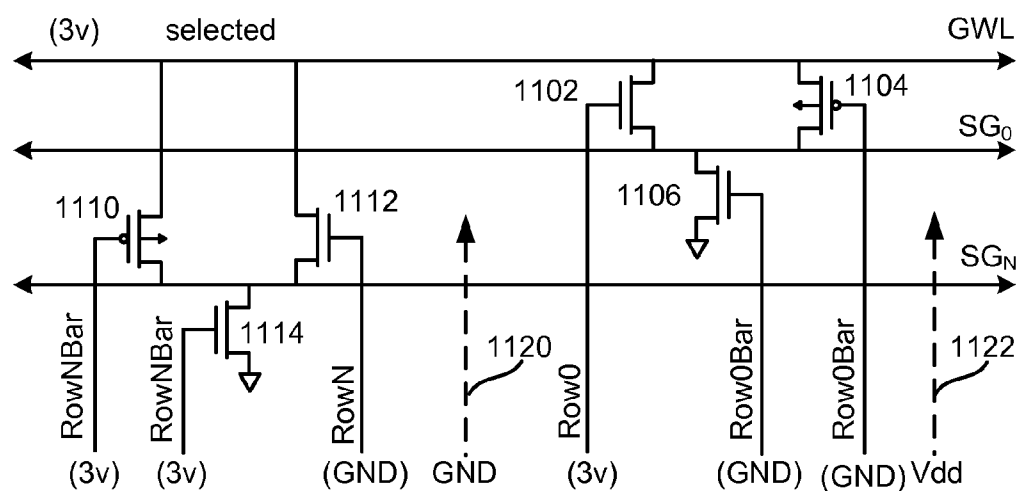 (3v) selected GWL
1102 1104
SG₀
1110 1112 1106
SG_N
1114 1120 1122
RowNBar RowNBar RowN Row0 Row0Bar Row0Bar
(3v) (3v) (GND) GND (3v) (GND) (GND) Vdd